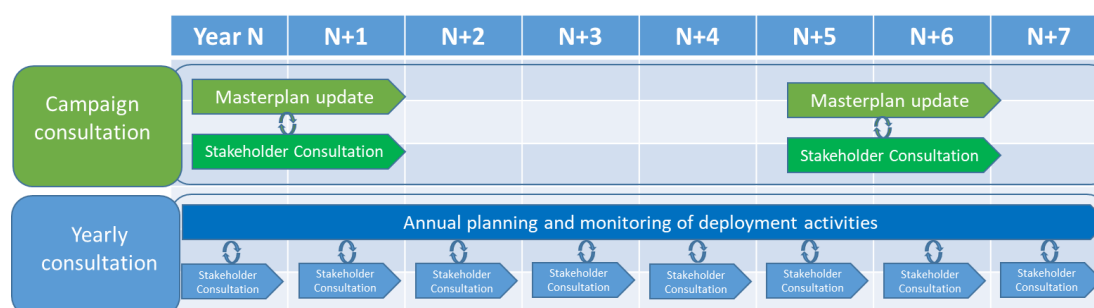 Year N N+1 N+2 N+3 N+4 N+5 N+6 N+7
Campaign
consultation
Masterplan update
Stakeholder Consultation
Masterplan update
Stakeholder Consultation
Yearly
consultation
Annual planning and monitoring of deployment activities
Stakeholder
Consultation
Stakeholder
Consultation
Stakeholder
Consultation
Stakeholder
Consultation
Stakeholder
Consultation
Stakeholder
Consultation
Stakeholder
Consultation
Stakeholder
Consultation